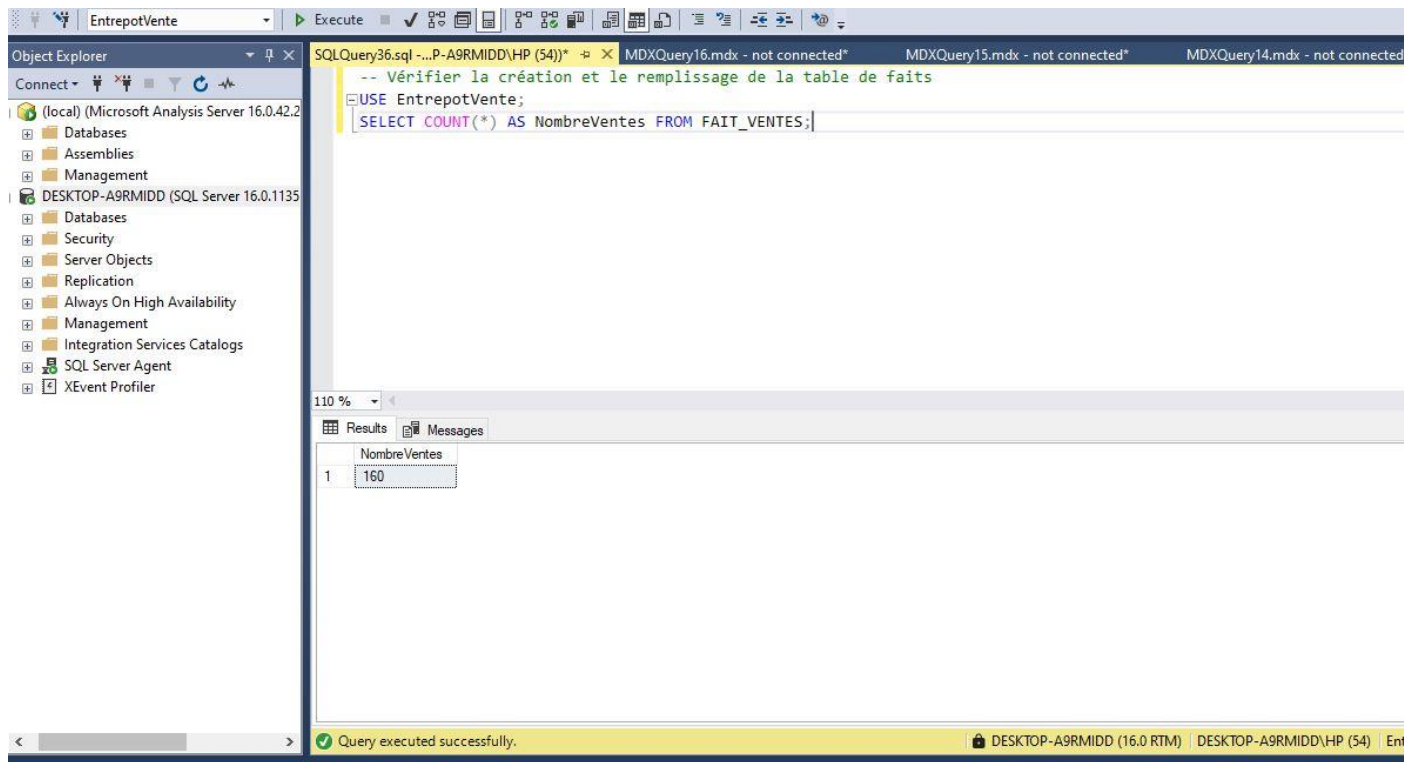 EntrepotVente
Execute
Object Explorer
Connect
(local) (Microsoft Analysis Server 16.0.42.2
Databases
Assemblies
Management
DESKTOP-A9RMIDD (SQL Server 16.0.1135
Databases
Security
Server Objects
Replication
Always On High Availability
Management
Integration Services Catalogs
SQL Server Agent
XEvent Profiler
SQLQuery36.sql -...P-A9RMIDD\HP (54))*
MDXQuery16.mdx - not connected*
MDXQuery15.mdx - not connected*
MDXQuery14.mdx - not connected
-- Vérifier la création et le remplissage de la table de faits
USE EntrepotVente;
SELECT COUNT(*) AS NombreVentes FROM FAIT_VENTES;
110 %
Results
Messages
NombreVentes
1 160
Query executed successfully.
DESKTOP-A9RMIDD (16.0 RTM)
DESKTOP-A9RMIDD\HP (54)
Ent